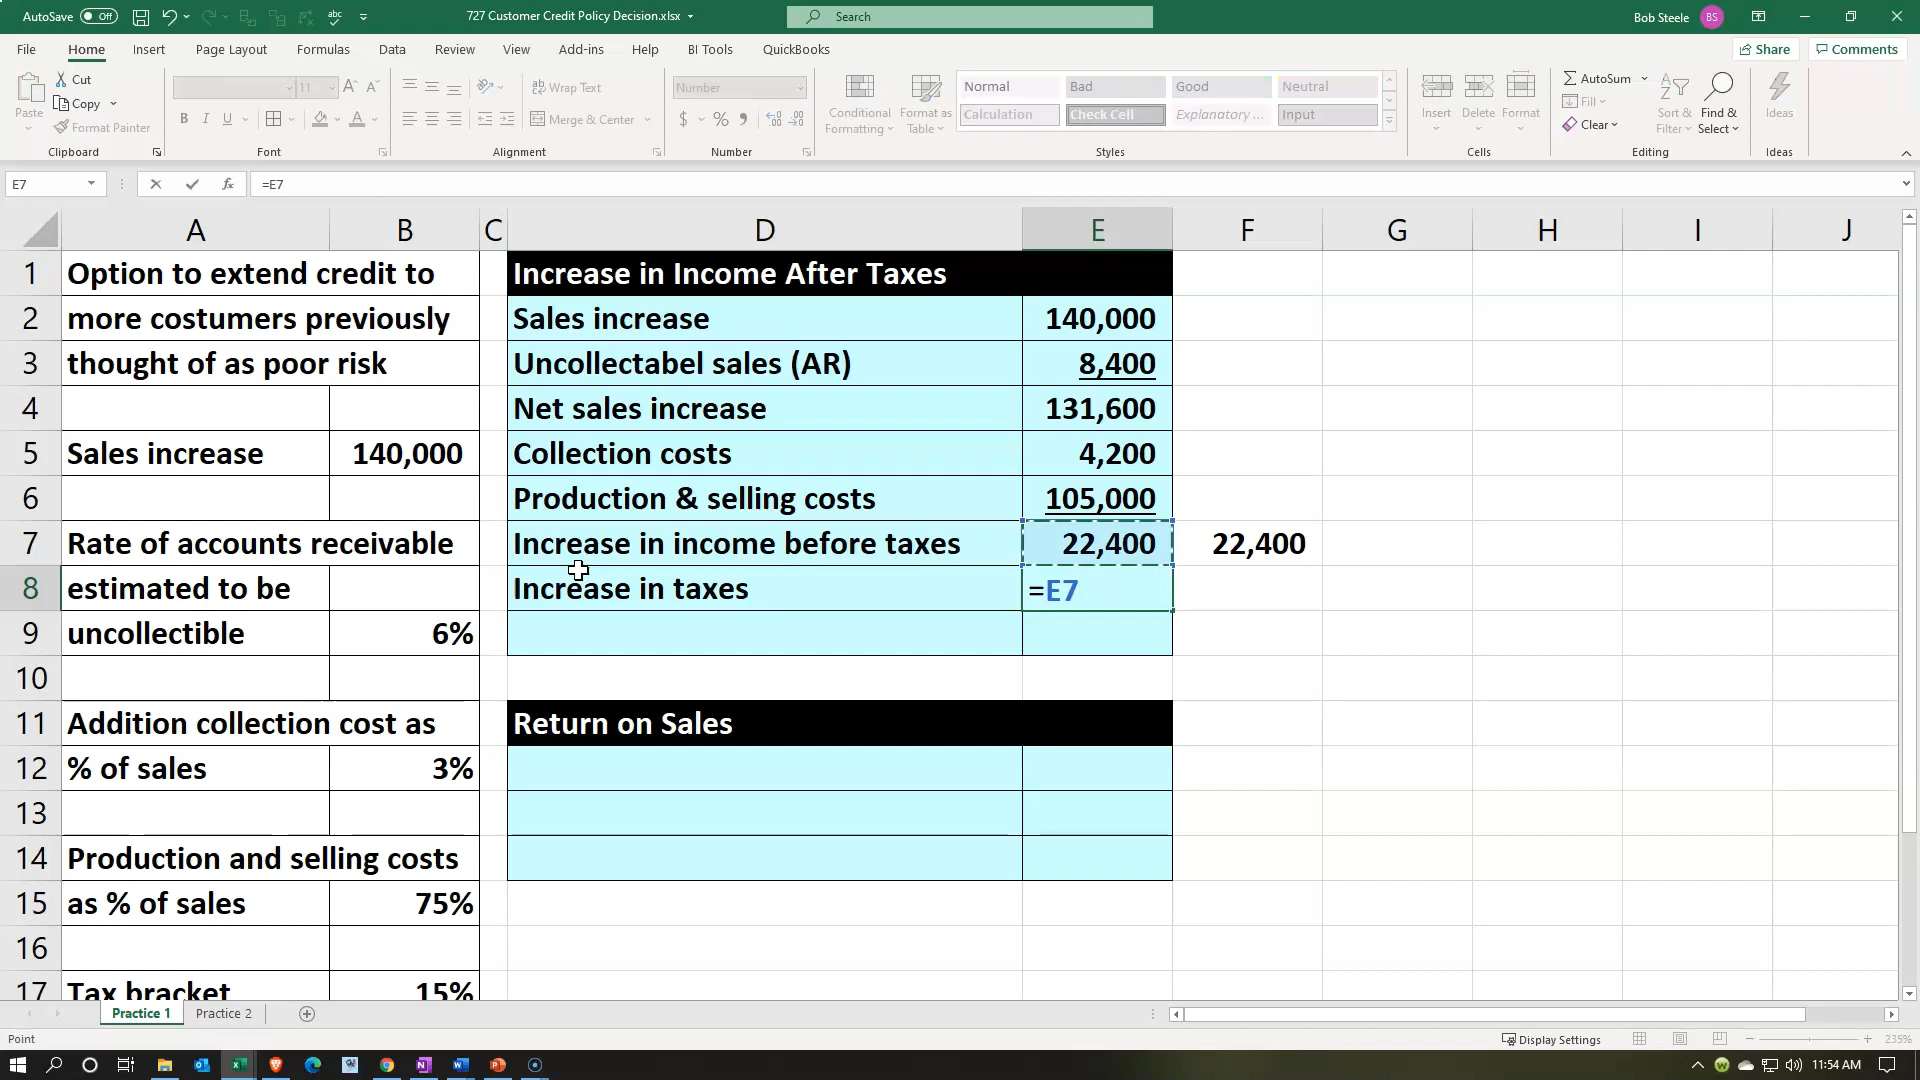 AutoSave Off
abc
727 Customer Credit Policy Decision.xlsx
Search
Bob Steele BS
File Home Insert Page Layout Formulas Data Review View Add-ins Help BI Tools QuickBooks
Share Comments
Paste
Cut
Copy
Format Painter
Clipboard
11
B I U
Font
Wrap Text
Merge & Center
Alignment
Number
$ % 9
Number
Conditional Formatting
Format as Table
Normal Bad Good Neutral
Calculation Check Cell Explanatory ... Input
Styles
Insert Delete Format
Cells
AutoSum
Fill
Clear
Sort & Filter
Find & Select
Editing
Ideas
Ideas
E7 fx =E7
A B C D E F G H I J
1 Option to extend credit to Increase in Income After Taxes
2 more costumers previously Sales increase 140,000
3 thought of as poor risk Uncollectabel sales (AR) 8,400
4 Net sales increase 131,600
5 Sales increase 140,000 Collection costs 4,200
6 Production & selling costs 105,000
7 Rate of accounts receivable Increase in income before taxes 22,400 22,400
8 estimated to be Increase in taxes =E7
9 uncollectible 6%
10
11 Addition collection cost as Return on Sales
12 % of sales 3%
13
14 Production and selling costs
15 as % of sales 75%
16
17 Tax bracket 15%
Practice 1 Practice 2
Point
Display Settings
235%
11:54 AM